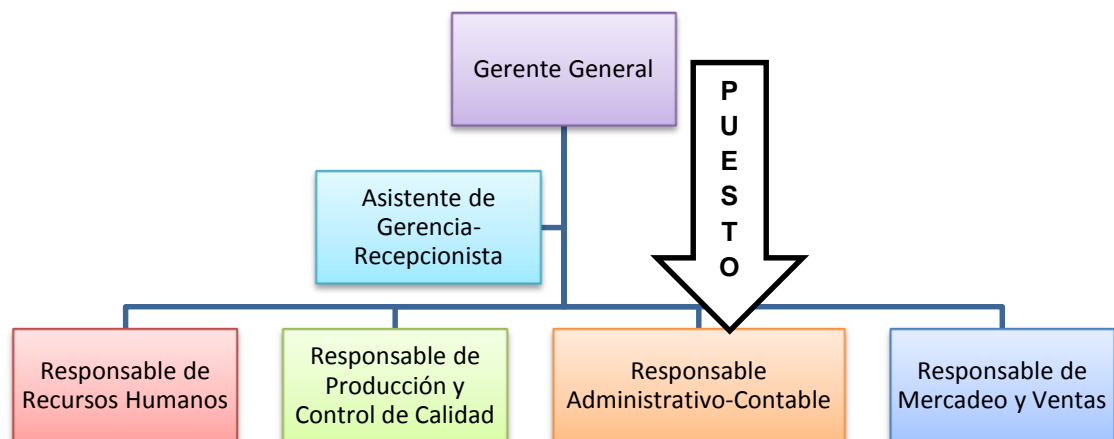 Gerente General
PUESTO
Asistente de
Gerencia-
Recepcionista
Responsable de
Recursos Humanos
Responsable de
Producción y
Control de Calidad
Responsable
Administrativo-Contable
Responsable de
Mercadeo y Ventas